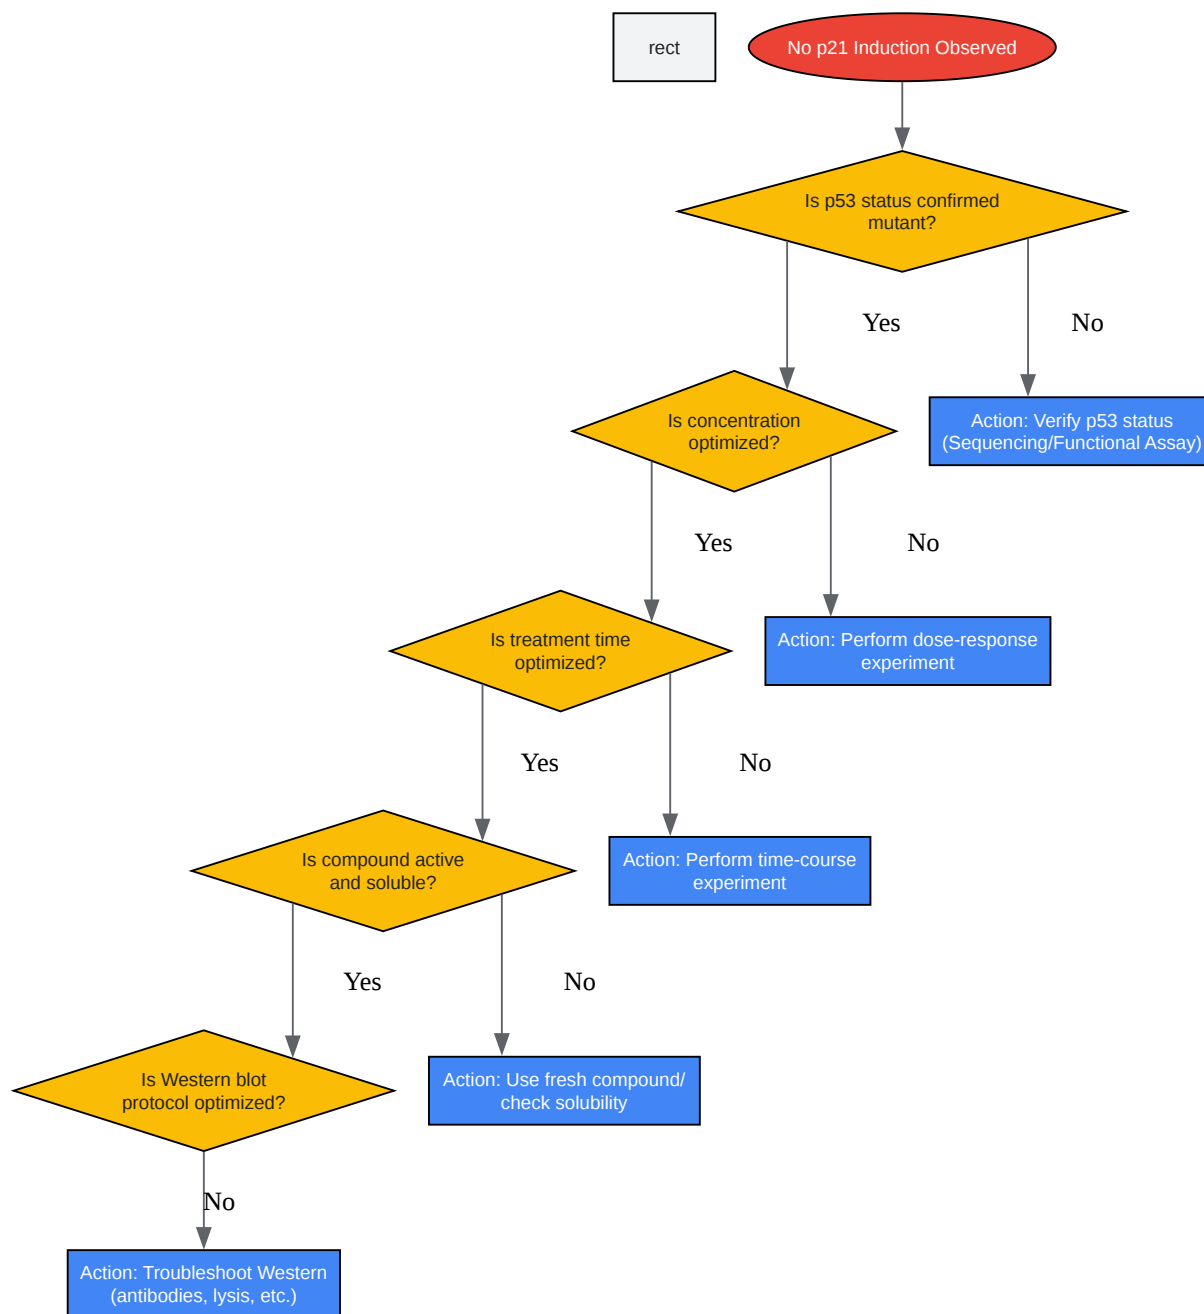 rect
No p21 Induction Observed
Is p53 status confirmed
mutant?
Yes
No
Is concentration
optimized?
Action: Verify p53 status
(Sequencing/Functional Assay)
Yes
No
Is treatment time
optimized?
Action: Perform dose-response
experiment
Yes
No
Is compound active
and soluble?
Action: Perform time-course
experiment
Yes
No
Is Western blot
protocol optimized?
Action: Use fresh compound/
check solubility
No
Action: Troubleshoot Western
(antibodies, lysis, etc.)